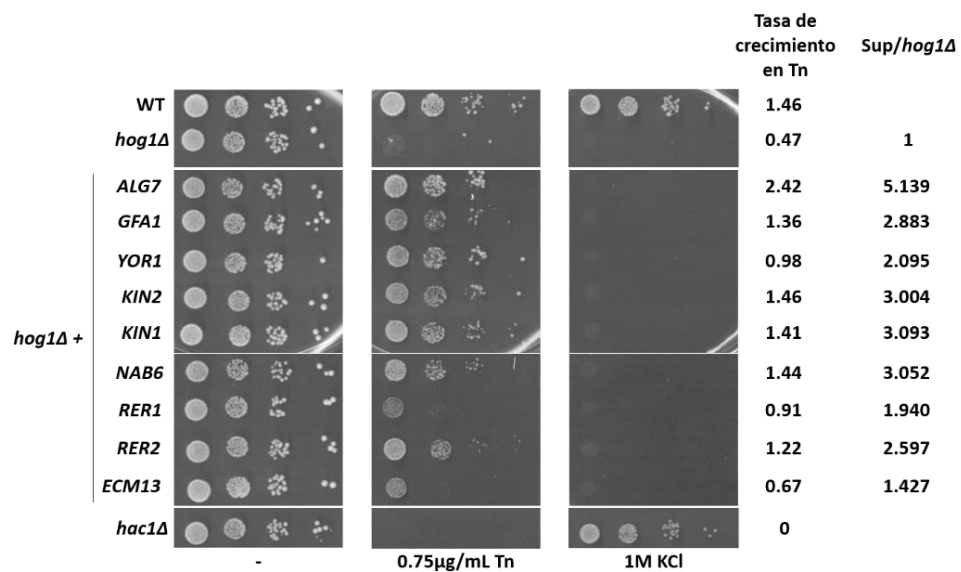 Tasa de
crecimiento
en Tn
Sup/hog1Δ
WT 1.46
hog1Δ 0.47 1
ALG7 2.42 5.139
GFA1 1.36 2.883
YOR1 0.98 2.095
KIN2 1.46 3.004
hog1Δ +
KIN1 1.41 3.093
NAB6 1.44 3.052
RER1 0.91 1.940
RER2 1.22 2.597
ECM13 0.67 1.427
hac1Δ 0
- 0.75µg/mL Tn 1M KCl